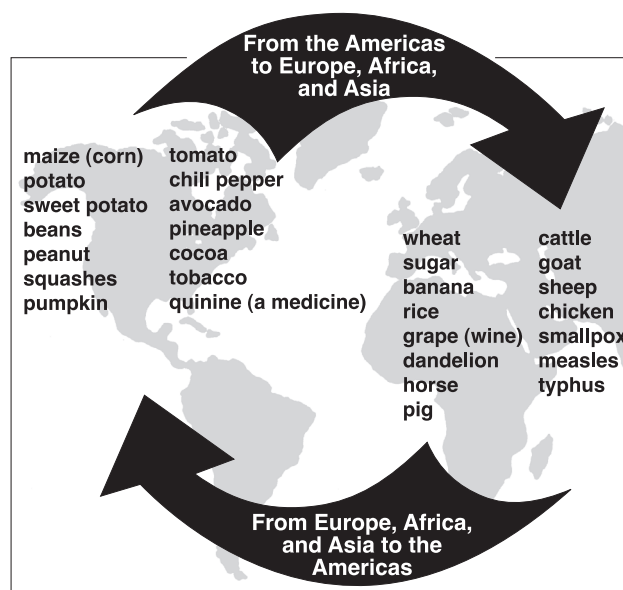 From the Americas
to Europe, Africa,
and Asia
maize (corn)
potato
sweet potato
beans
peanut
squashes
pumpkin
tomato
chili pepper
avocado
pineapple
cocoa
tobacco
quinine (a medicine)
wheat
sugar
banana
rice
grape (wine)
dandelion
horse
pig
cattle
goat
sheep
chicken
smallpox
measles
typhus
From Europe, Africa,
and Asia to the
Americas